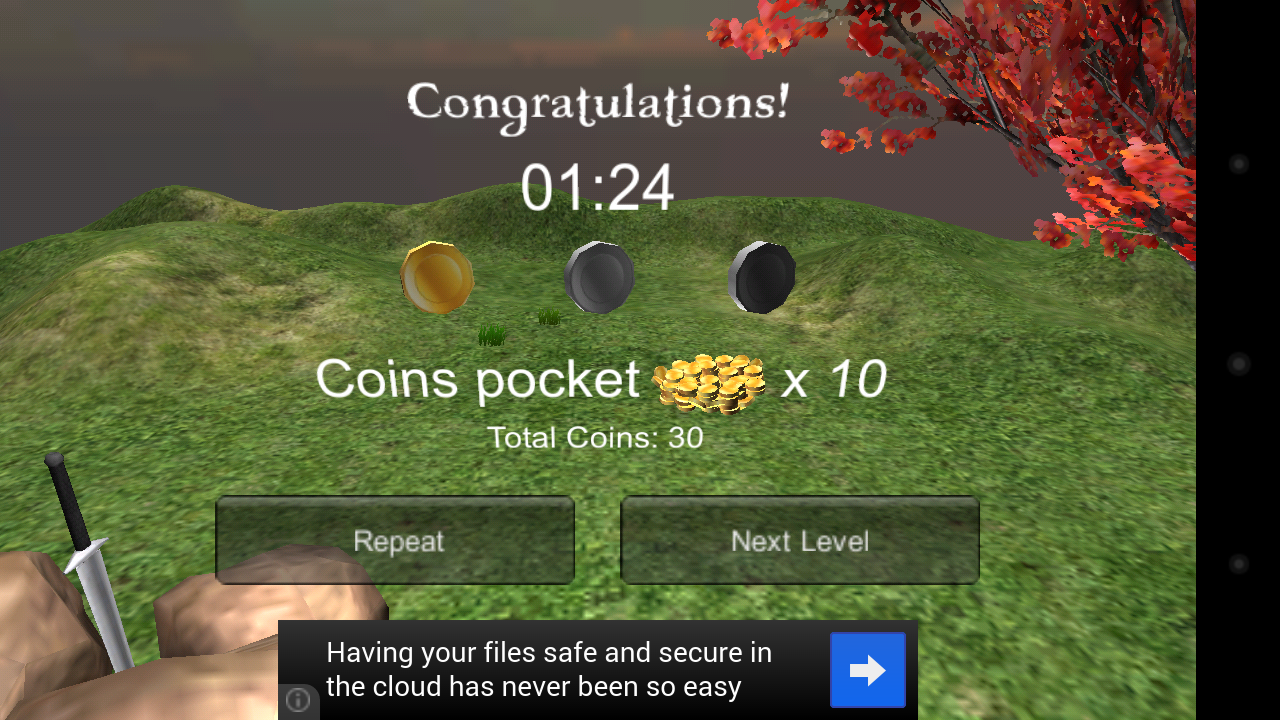 Congratulations!
01:24
Coins pocket x 10
Total Coins: 30
Repeat
Next Level
Having your files safe and secure in
the cloud has never been so easy